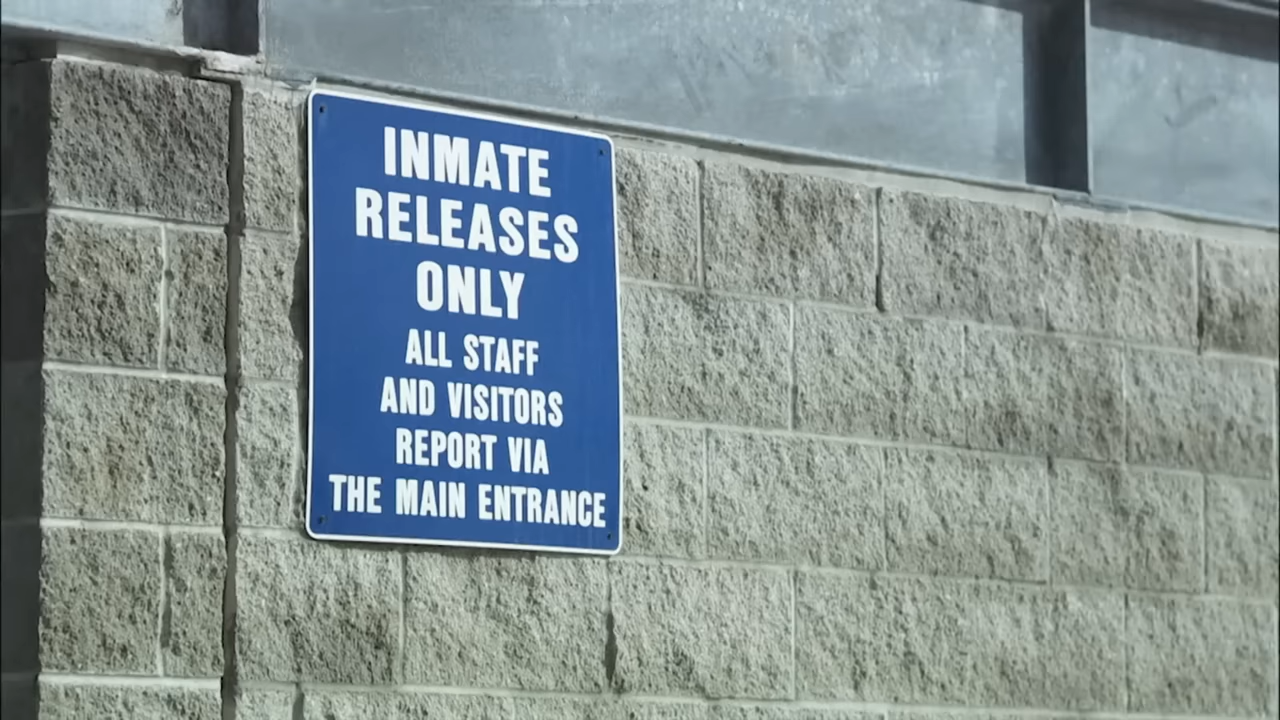 INMATE
RELEASES
ONLY
ALL STAFF
AND VISITORS
REPORT VIA
THE MAIN ENTRANCE